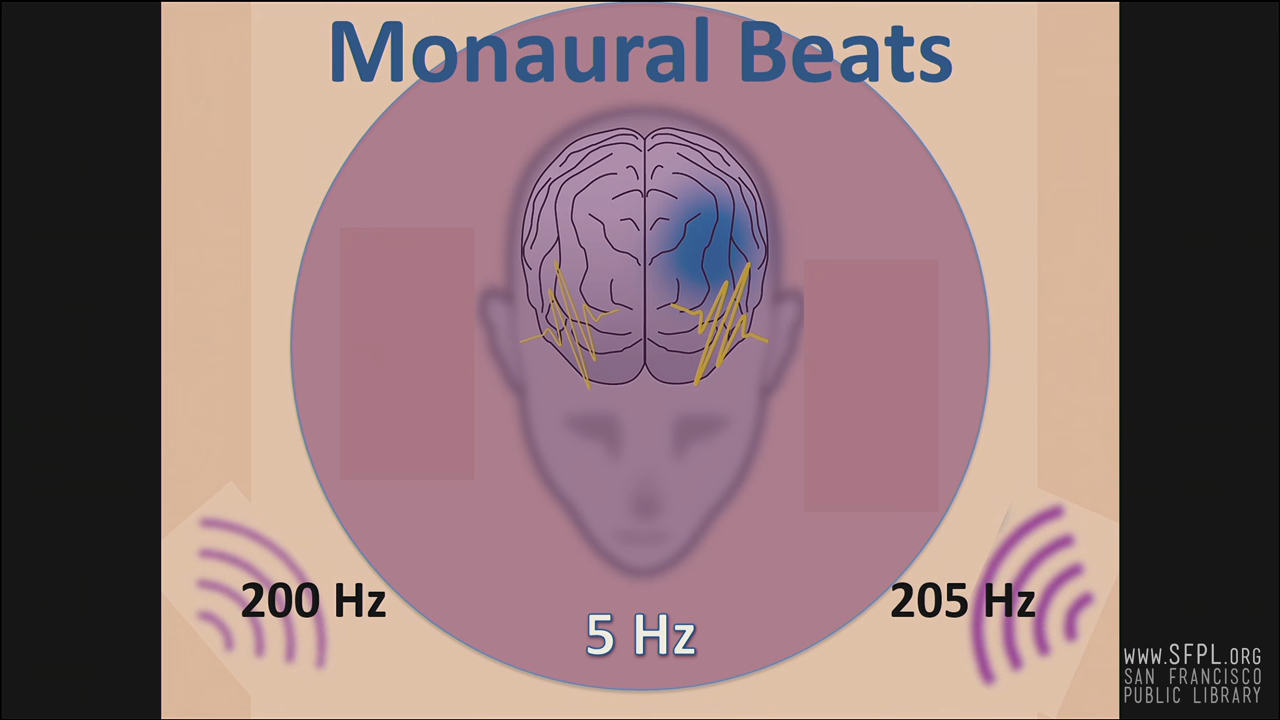 Monaural Beats
200 Hz
205 Hz
5 Hz
www.SFPL.ORG
SAN FRANCISCO
PUBLIC LIBRARY